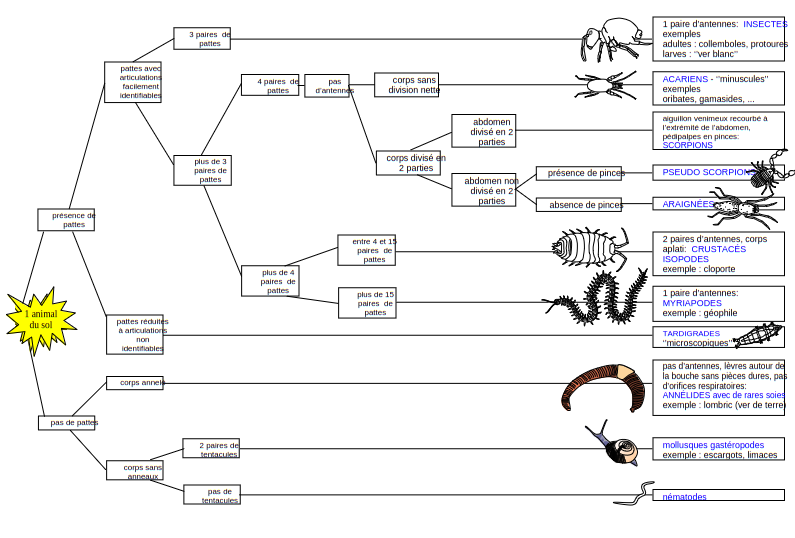 3 paires de
pattes
1 paire d'antennes: INSECTES
exemples
adultes : collemboles, protoures
larves : ''ver blanc''
pattes avec
articulations
facilement
identifiables
4 paires de
pattes
pas
d'antennes
corps sans
division nette
ACARIENS - ''minuscules''
exemples
oribates, gamasides, ...
abdomen
divisé en 2
parties
aiguillon venimeux recourbé à
l'extrémité de l'abdomen,
pédipalpes en pinces:
SCORPIONS
plus de 3
paires de
pattes
corps divisé en
2 parties
abdomen non
divisé en 2
parties
présence de pinces
PSEUDO SCORPIONS
absence de pinces
ARAIGNÉES
présence de
pattes
entre 4 et 15
paires de
pattes
2 paires d'antennes, corps
aplati: CRUSTACÉS
ISOPODES
exemple : cloporte
plus de 4
paires de
pattes
plus de 15
paires de
pattes
1 paire d'antennes:
MYRIAPODES
exemple : géophile
1 animal
du sol
pattes réduites
à articulations
non
identifiables
TARDIGRADES
''microscopiques''
pas d'antennes, lèvres autour de
la bouche sans pièces dures, pas
d'orifices respiratoires:
ANNÉLIDES avec de rares soies
exemple : lombric (ver de terre)
corps annelé
pas de pattes
2 paires de
tentacules
mollusques gastéropodes
exemple : escargots, limaces
corps sans
anneaux
pas de
tentacules
nématodes